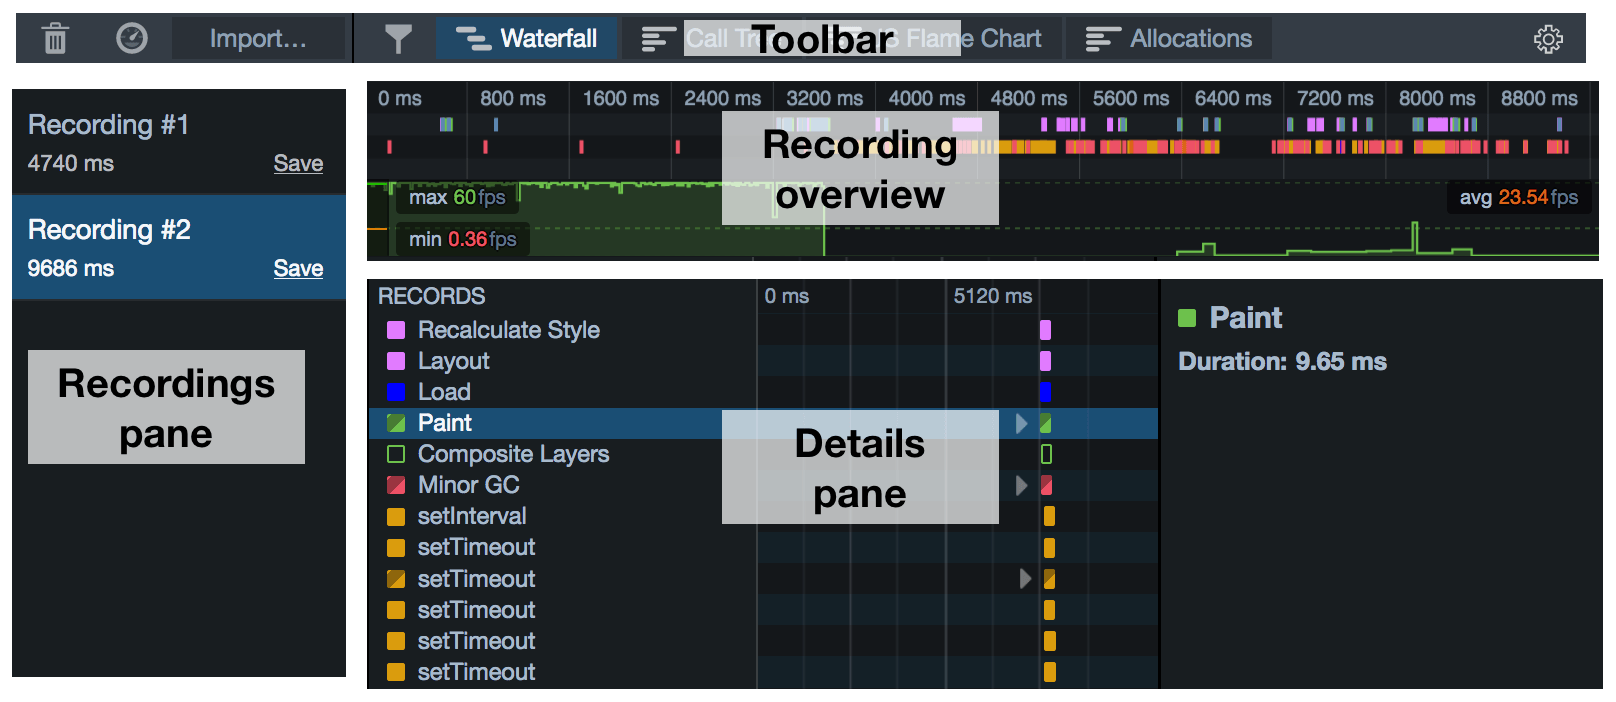 Import...
Waterfall
Call Tree
JS Flame Chart
Allocations
Toolbar
Recording #1
4740 ms
Save
Recording #2
9686 ms
Save
Recordings
pane
0 ms 800 ms 1600 ms 2400 ms 3200 ms 4000 ms 4800 ms 5600 ms 6400 ms 7200 ms 8000 ms 8800 ms
Recording
overview
max 60fps
avg 23.54fps
min 0.36fps
RECORDS 0 ms 5120 ms
Recalculate Style
Layout
Load
Paint
Composite Layers
Minor GC
setInterval
setTimeout
setTimeout
setTimeout
setTimeout
setTimeout
Details
pane
Paint
Duration: 9.65 ms